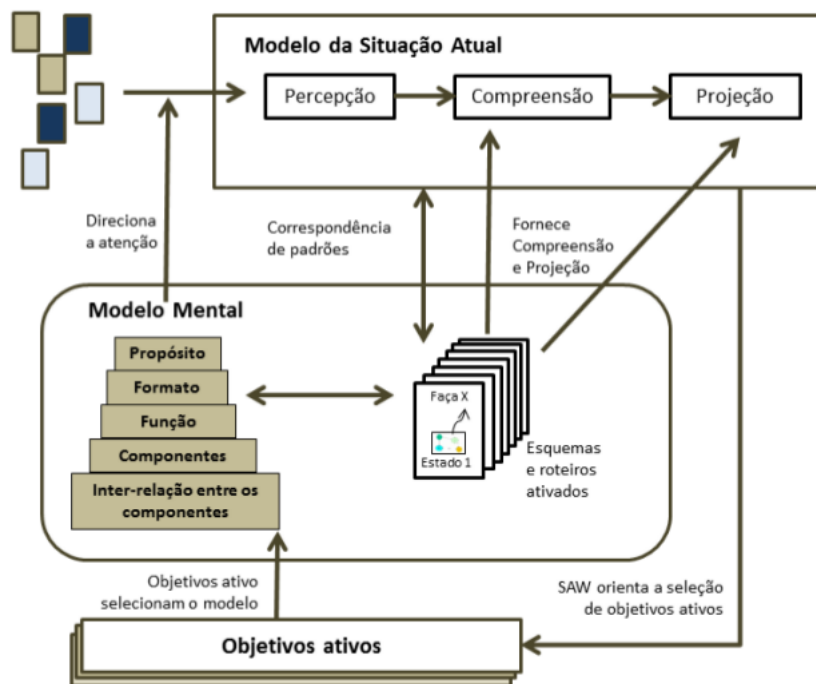 Modelo da Situação Atual
Percepção
Compreensão
Projeção
Direciona
a atenção
Correspondência
de padrões
Fornece
Compreensão
e Projeção
Modelo Mental
Propósito
Formato
Função
Componentes
Inter-relação entre os
componentes
Faça X
Estado 1
Esquemas
e roteiros
ativados
Objetivos ativo
selecionam o modelo
SAW orienta a seleção
de objetivos ativos
Objetivos ativos